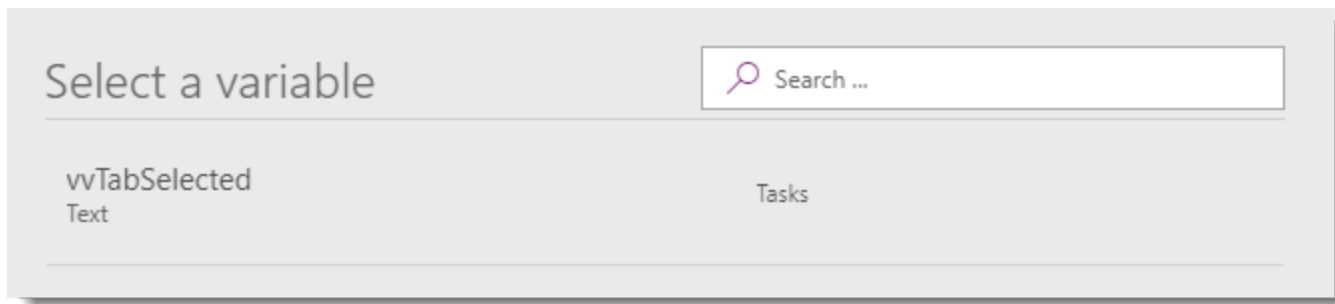 Select a variable
Search ...
vvTabSelected
Text
Tasks